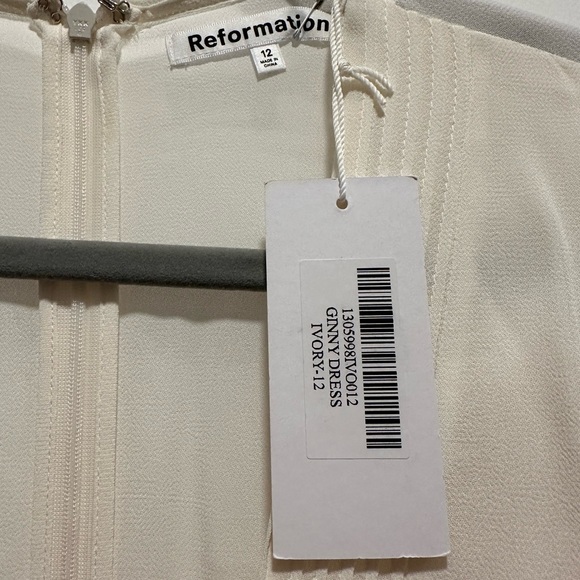 Reformation
12
MADE IN
CHINA
1305998IVO012
GINNY DRESS
IVORY-12